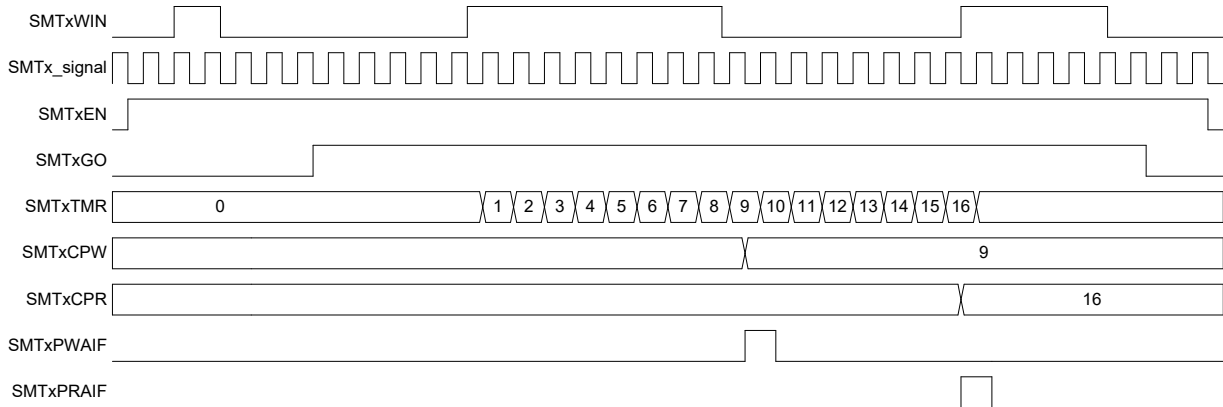 SMTxWIN
SMTx_signal
SMTxEN
SMTxGO
SMTxTMR 0 1 2 3 4 5 6 7 8 9 10 11 12 13 14 15 16
SMTxCPW 9
SMTxCPR 16
SMTxPWAIF
SMTxPRAIF